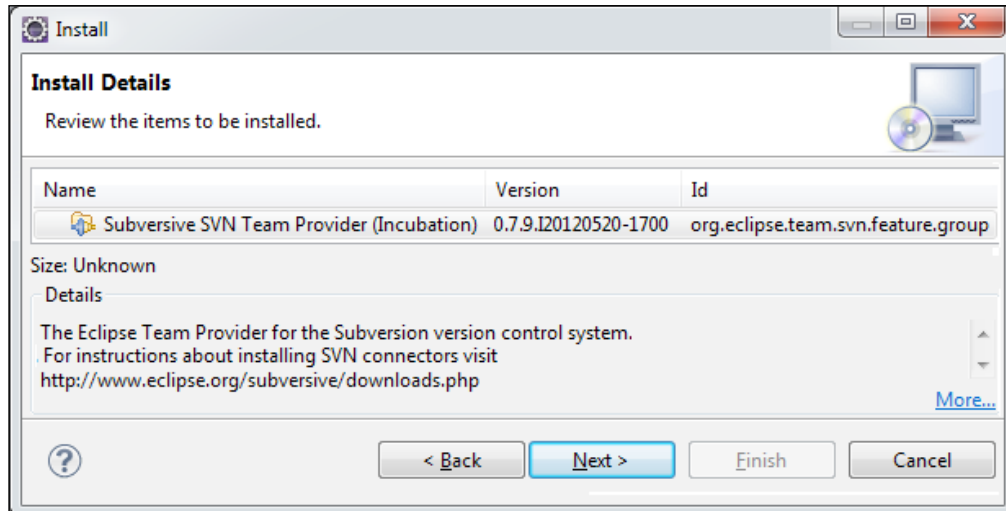 Install
Install Details
Review the items to be installed.
Name Version Id
Subversive SVN Team Provider (Incubation) 0.7.9.I20120520-1700 org.eclipse.team.svn.feature.group
Size: Unknown
Details
The Eclipse Team Provider for the Subversion version control system.
For instructions about installing SVN connectors visit
http://www.eclipse.org/subversive/downloads.php
More...
< Back Next > Finish Cancel